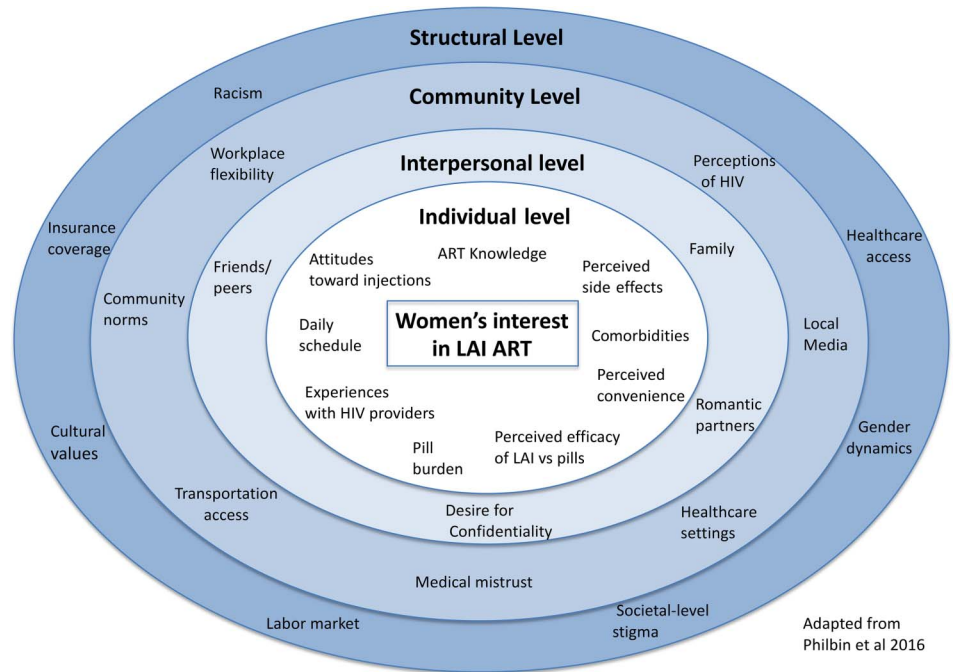 Structural Level
Racism
Community Level
Workplace
flexibility
Interpersonal level
Perceptions
of HIV
Insurance
coverage
Individual level
Healthcare
access
Friends/
peers
Attitudes
toward injections
ART Knowledge
Perceived
side effects
Family
Community
norms
Daily
schedule
Women's interest
in LAI ART
Comorbidities
Local
Media
Experiences
with HIV providers
Perceived
convenience
Romantic
partners
Cultural
values
Pill
burden
Perceived efficacy
of LAI vs pills
Gender
dynamics
Transportation
access
Desire for
Confidentiality
Healthcare
settings
Medical mistrust
Labor market
Societal-level
stigma
Adapted from
Philbin et al 2016